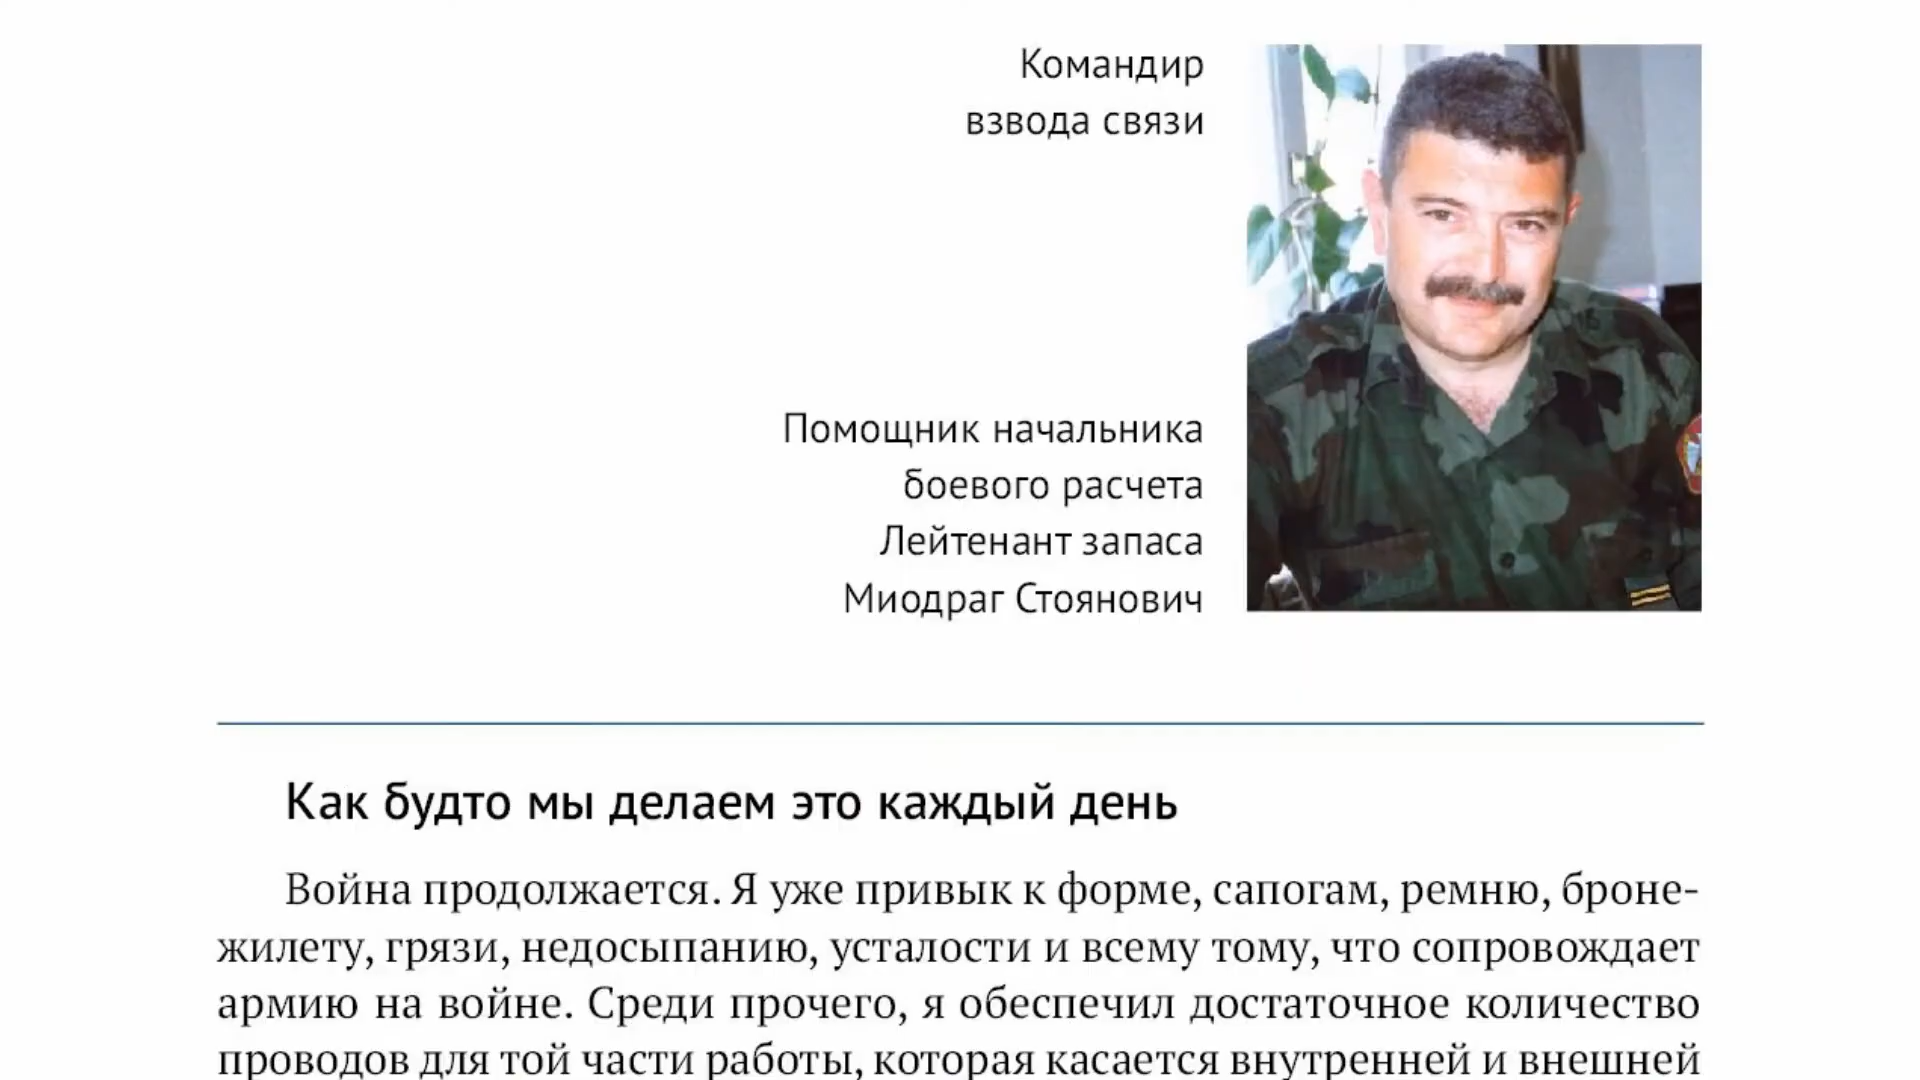 Командир
взвода связи
Помощник начальника
боевого расчета
Лейтенант запаса
Миодраг Стоянович
Как будто мы делаем это каждый день
Война продолжается. Я уже привык к форме, сапогам, ремню, броне-
жилету, грязи, недосыпанию, усталости и всему тому, что сопровождает
армию на войне. Среди прочего, я обеспечил достаточное количество
проводов для той части работы, которая касается внутренней и внешней